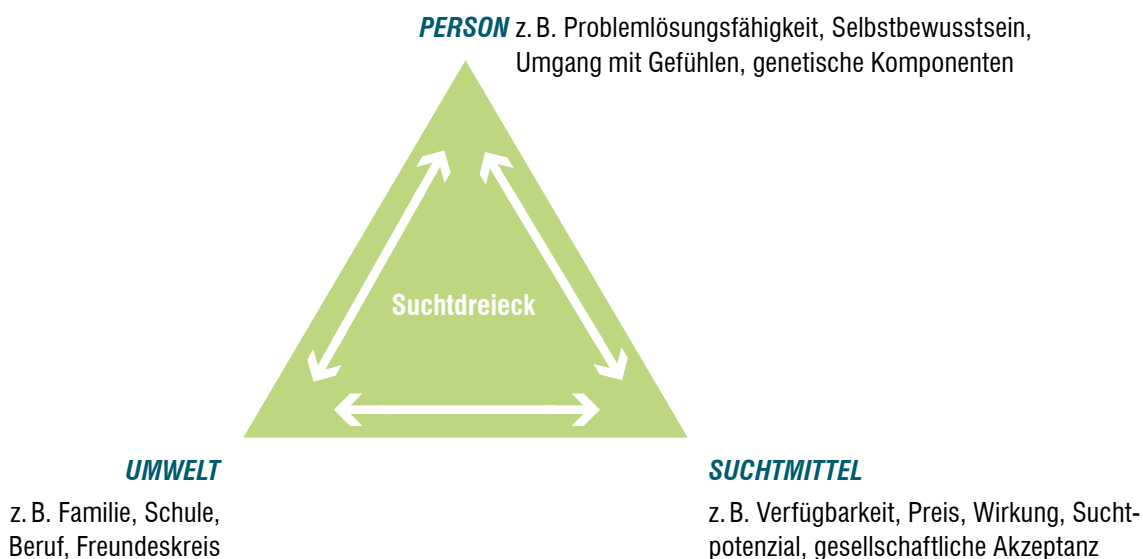 PERSON z. B. Problemlösungsfähigkeit, Selbstbewusstsein,
Umgang mit Gefühlen, genetische Komponenten
Suchtdreieck
UMWELT
z. B. Familie, Schule,
Beruf, Freundeskreis
SUCHTMITTEL
z. B. Verfügbarkeit, Preis, Wirkung, Sucht-
potenzial, gesellschaftliche Akzeptanz